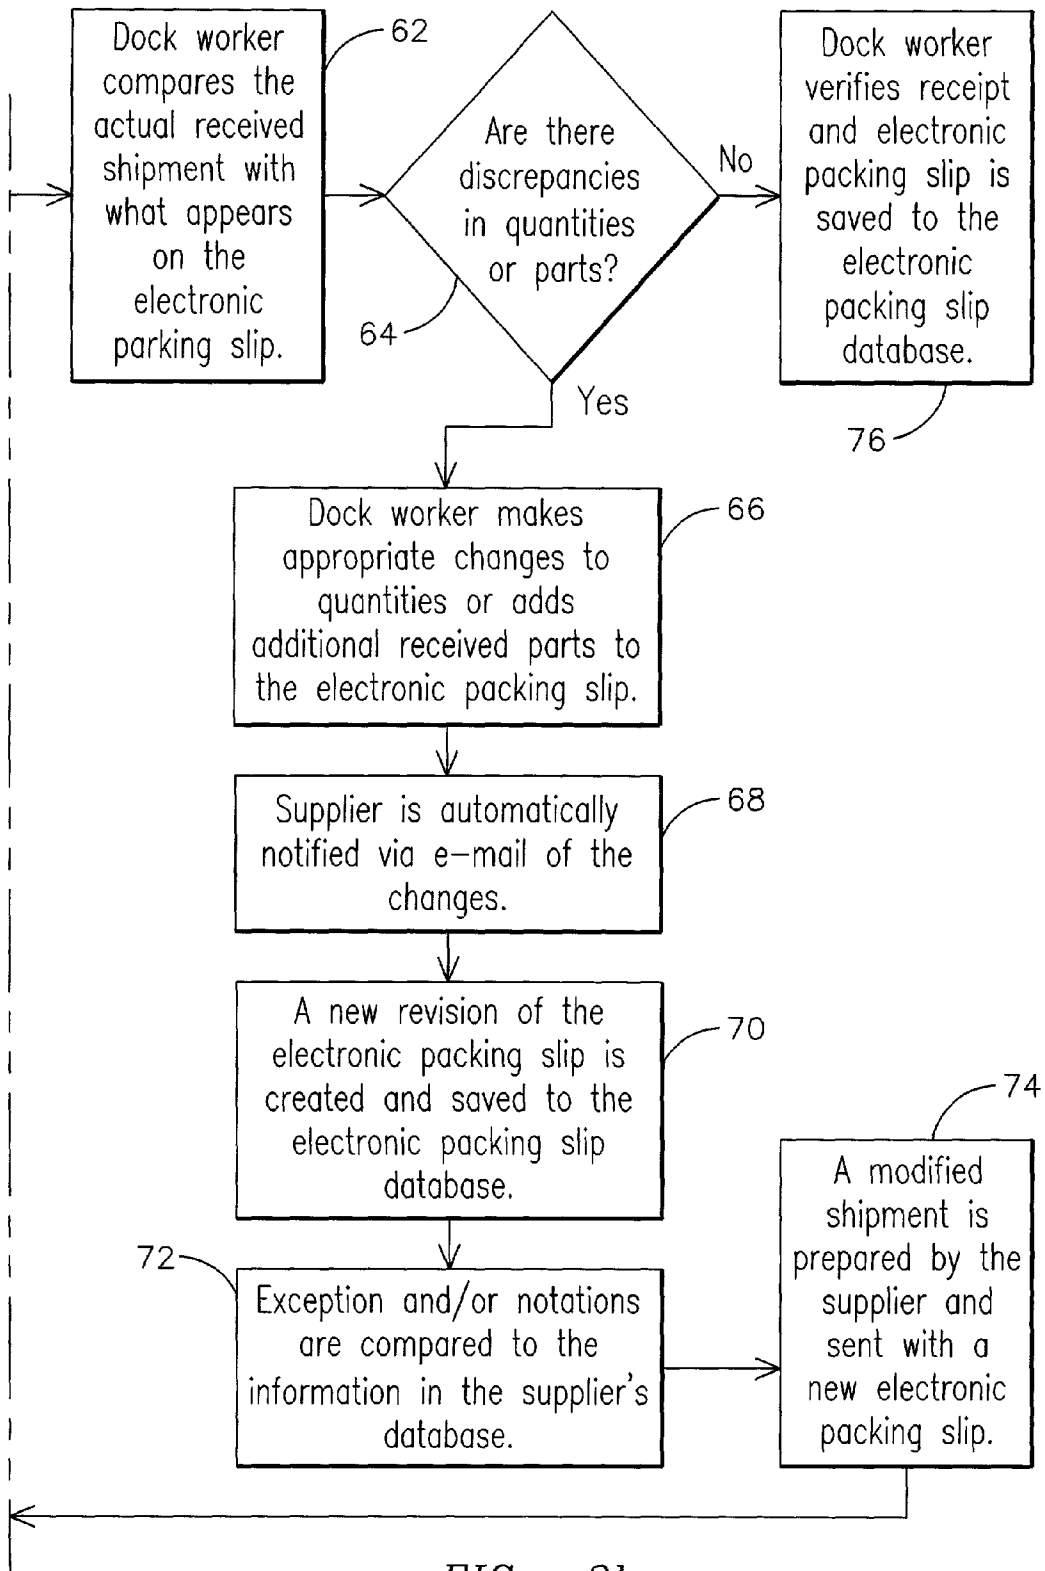 Dock worker
compares the
actual received
shipment with
what appears
on the
electronic
parking slip.
62
Are there
discrepancies
in quantities
or parts?
64
No
Yes
Dock worker
verifies receipt
and electronic
packing slip is
saved to the
electronic
packing slip
database.
76
Dock worker makes
appropriate changes to
quantities or adds
additional received parts to
the electronic packing slip.
66
Supplier is automatically
notified via e-mail of the
changes.
68
A new revision of the
electronic packing slip is
created and saved to the
electronic packing slip
database.
70
72
Exception and/or notations
are compared to the
information in the supplier's
database.
74
A modified
shipment is
prepared by the
supplier and
sent with a
new electronic
packing slip.